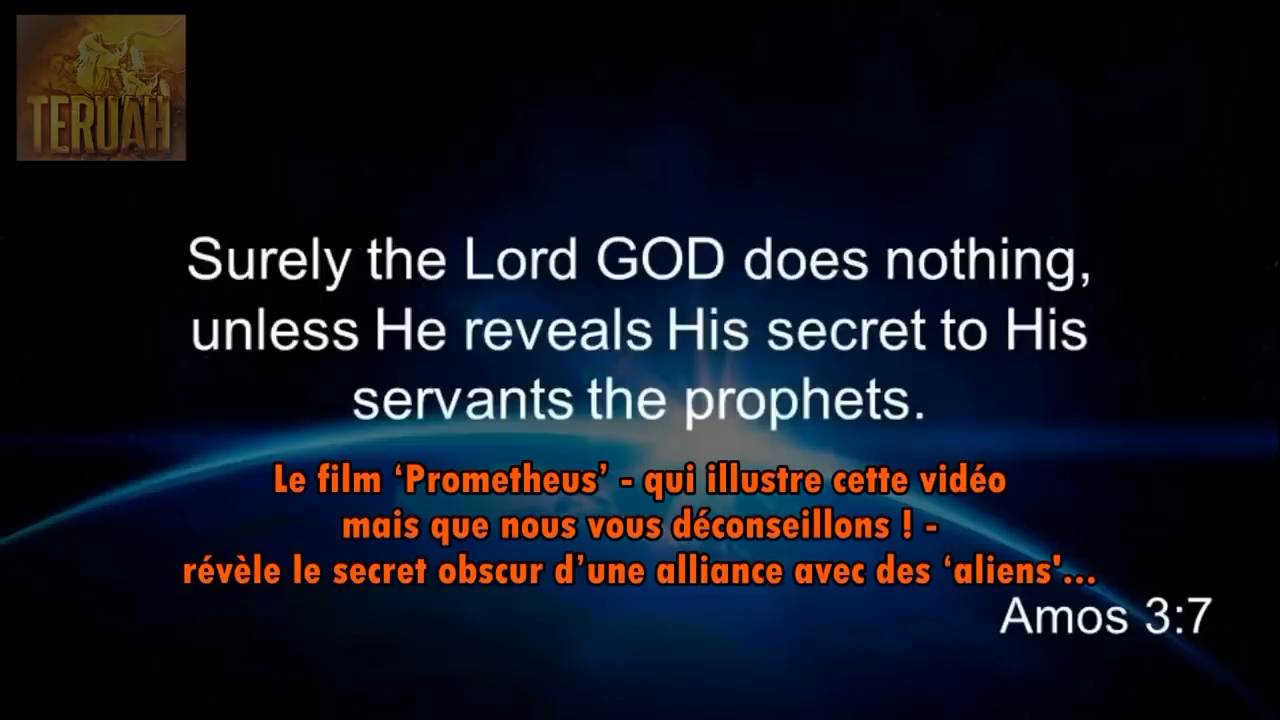 TERUAH
Surely the Lord GOD does nothing,
unless He reveals His secret to His
servants the prophets.
Le film ‘Prometheus’ - qui illustre cette vidéo
mais que nous vous déconseillons ! -
révèle le secret obscur d’une alliance avec des ‘aliens'...
Amos 3:7